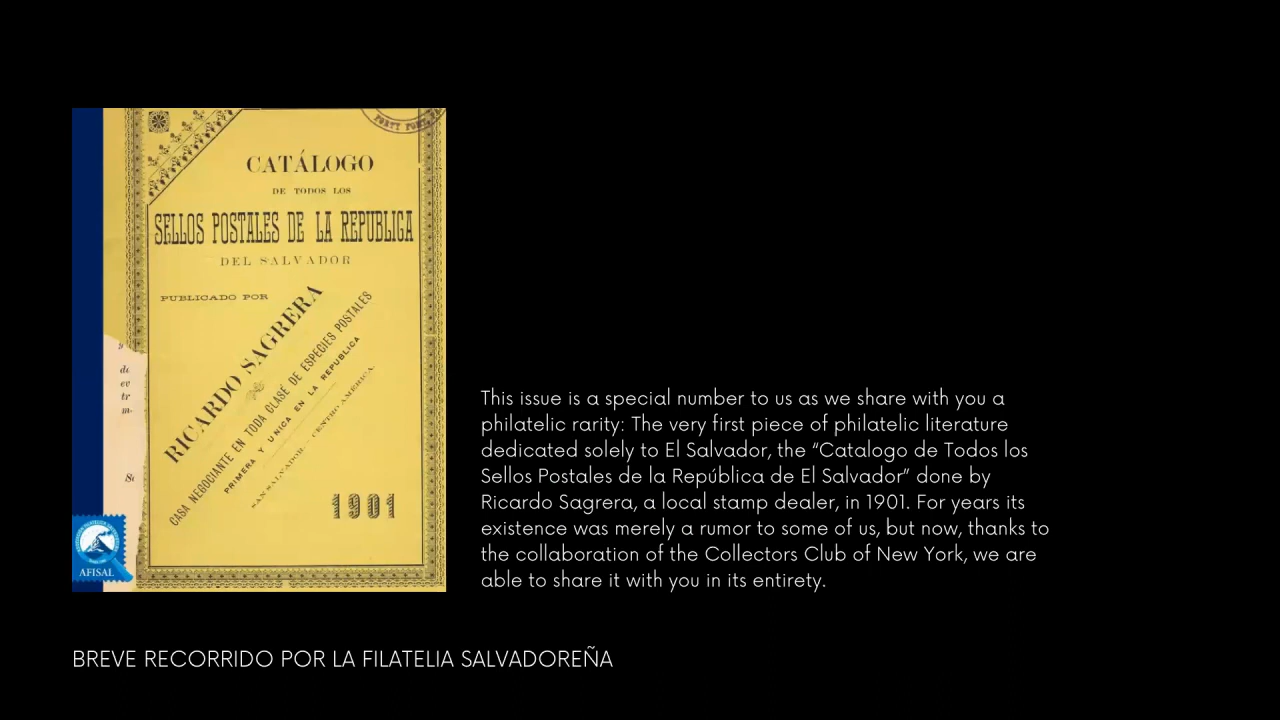 FORTY FORT
CATÁLOGO
DE TODOS LOS
SELLOS POSTALES DE LA REPUBLICA
DEL SALVADOR
PUBLICADO POR
RICARDO SAGRERA
CASA NEGOCIANTE EN TODA CLASE DE ESPECIES POSTALES
PRIMERA Y UNICA EN LA REPUBLICA
SAN SALVADOR.- CENTRO AMÉRICA.
1901
y
di
ev
tr
m-
AFISAL
This issue is a special number to us as we share with you a
philatelic rarity: The very first piece of philatelic literature
dedicated solely to El Salvador, the “Catalogo de Todos los
Sellos Postales de la República de El Salvador” done by
Ricardo Sagrera, a local stamp dealer, in 1901. For years its
existence was merely a rumor to some of us, but now, thanks to
the collaboration of the Collectors Club of New York, we are
able to share it with you in its entirety.
BREVE RECORRIDO POR LA FILATELIA SALVADOREÑA